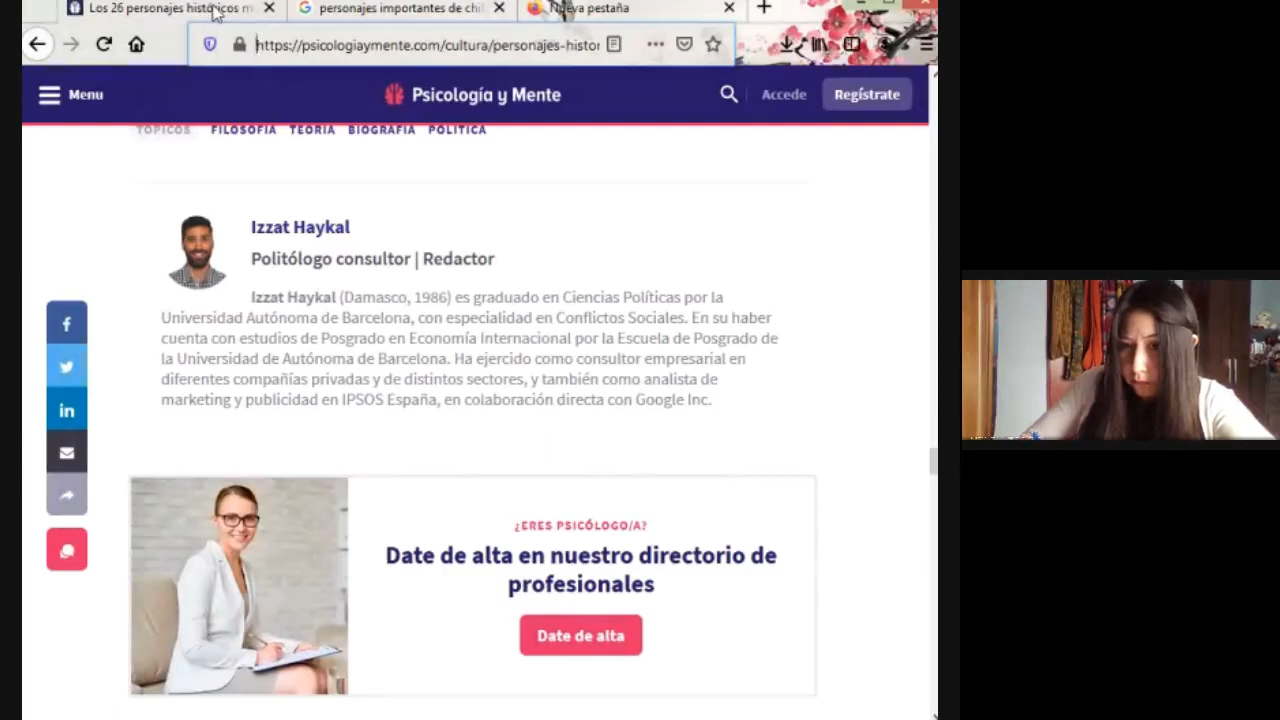 Los 26 personajes históricos m
personajes importantes de chi
Nueva pestaña
https://psicologiaymente.com/cultura/personajes-histor
Menu
Psicología y Mente
Accede
Regístrate
TÓPICOS FILOSOFÍA TEORÍA BIOGRAFÍA POLÍTICA
Izzat Haykal
Politólogo consultor | Redactor
Izzat Haykal (Damasco, 1986) es graduado en Ciencias Políticas por la
Universidad Autónoma de Barcelona, con especialidad en Conflictos Sociales. En su haber
cuenta con estudios de Posgrado en Economía Internacional por la Escuela de Posgrado de
la Universidad de Autónoma de Barcelona. Ha ejercido como consultor empresarial en
diferentes compañías privadas y de distintos sectores, y también como analista de
marketing y publicidad en IPSOS España, en colaboración directa con Google Inc.
¿ERES PSICÓLOGO/A?
Date de alta en nuestro directorio de
profesionales
Date de alta